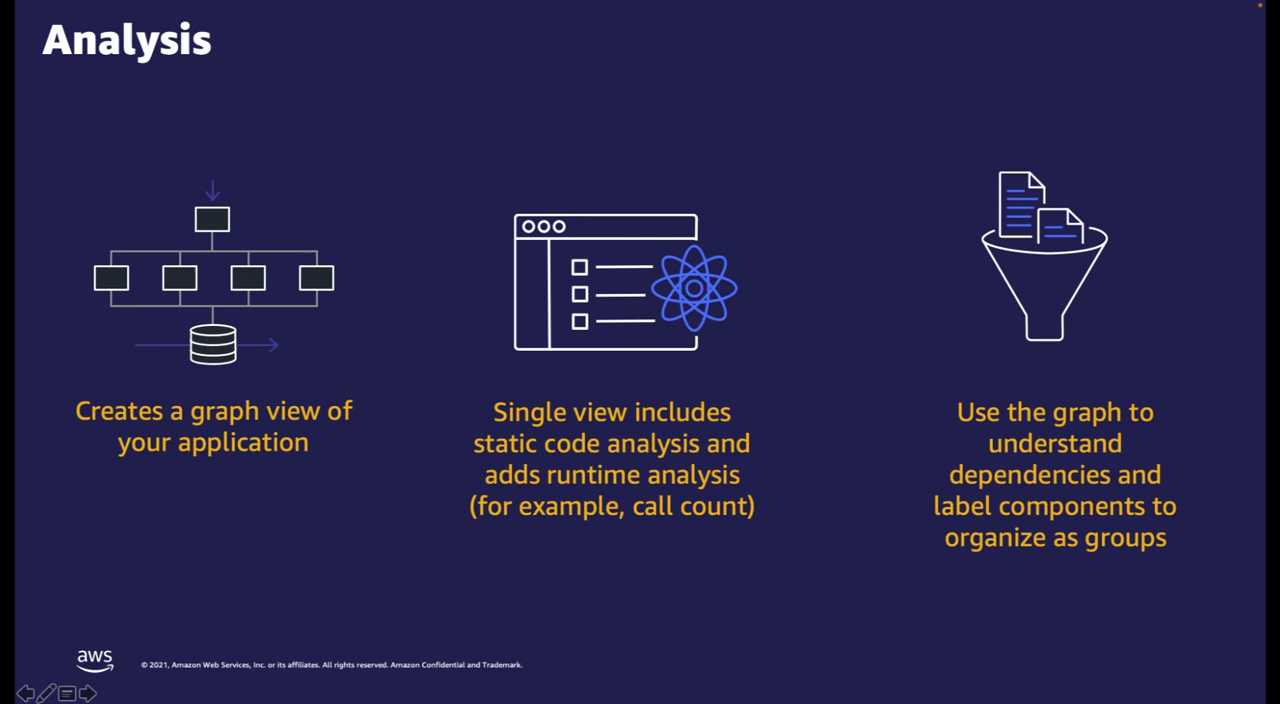 Analysis
Creates a graph view of
your application
Single view includes
static code analysis and
adds runtime analysis
(for example, call count)
Use the graph to
understand
dependencies and
label components to
organize as groups
aws
© 2021, Amazon Web Services, Inc. or its affiliates. All rights reserved. Amazon Confidential and Trademark.